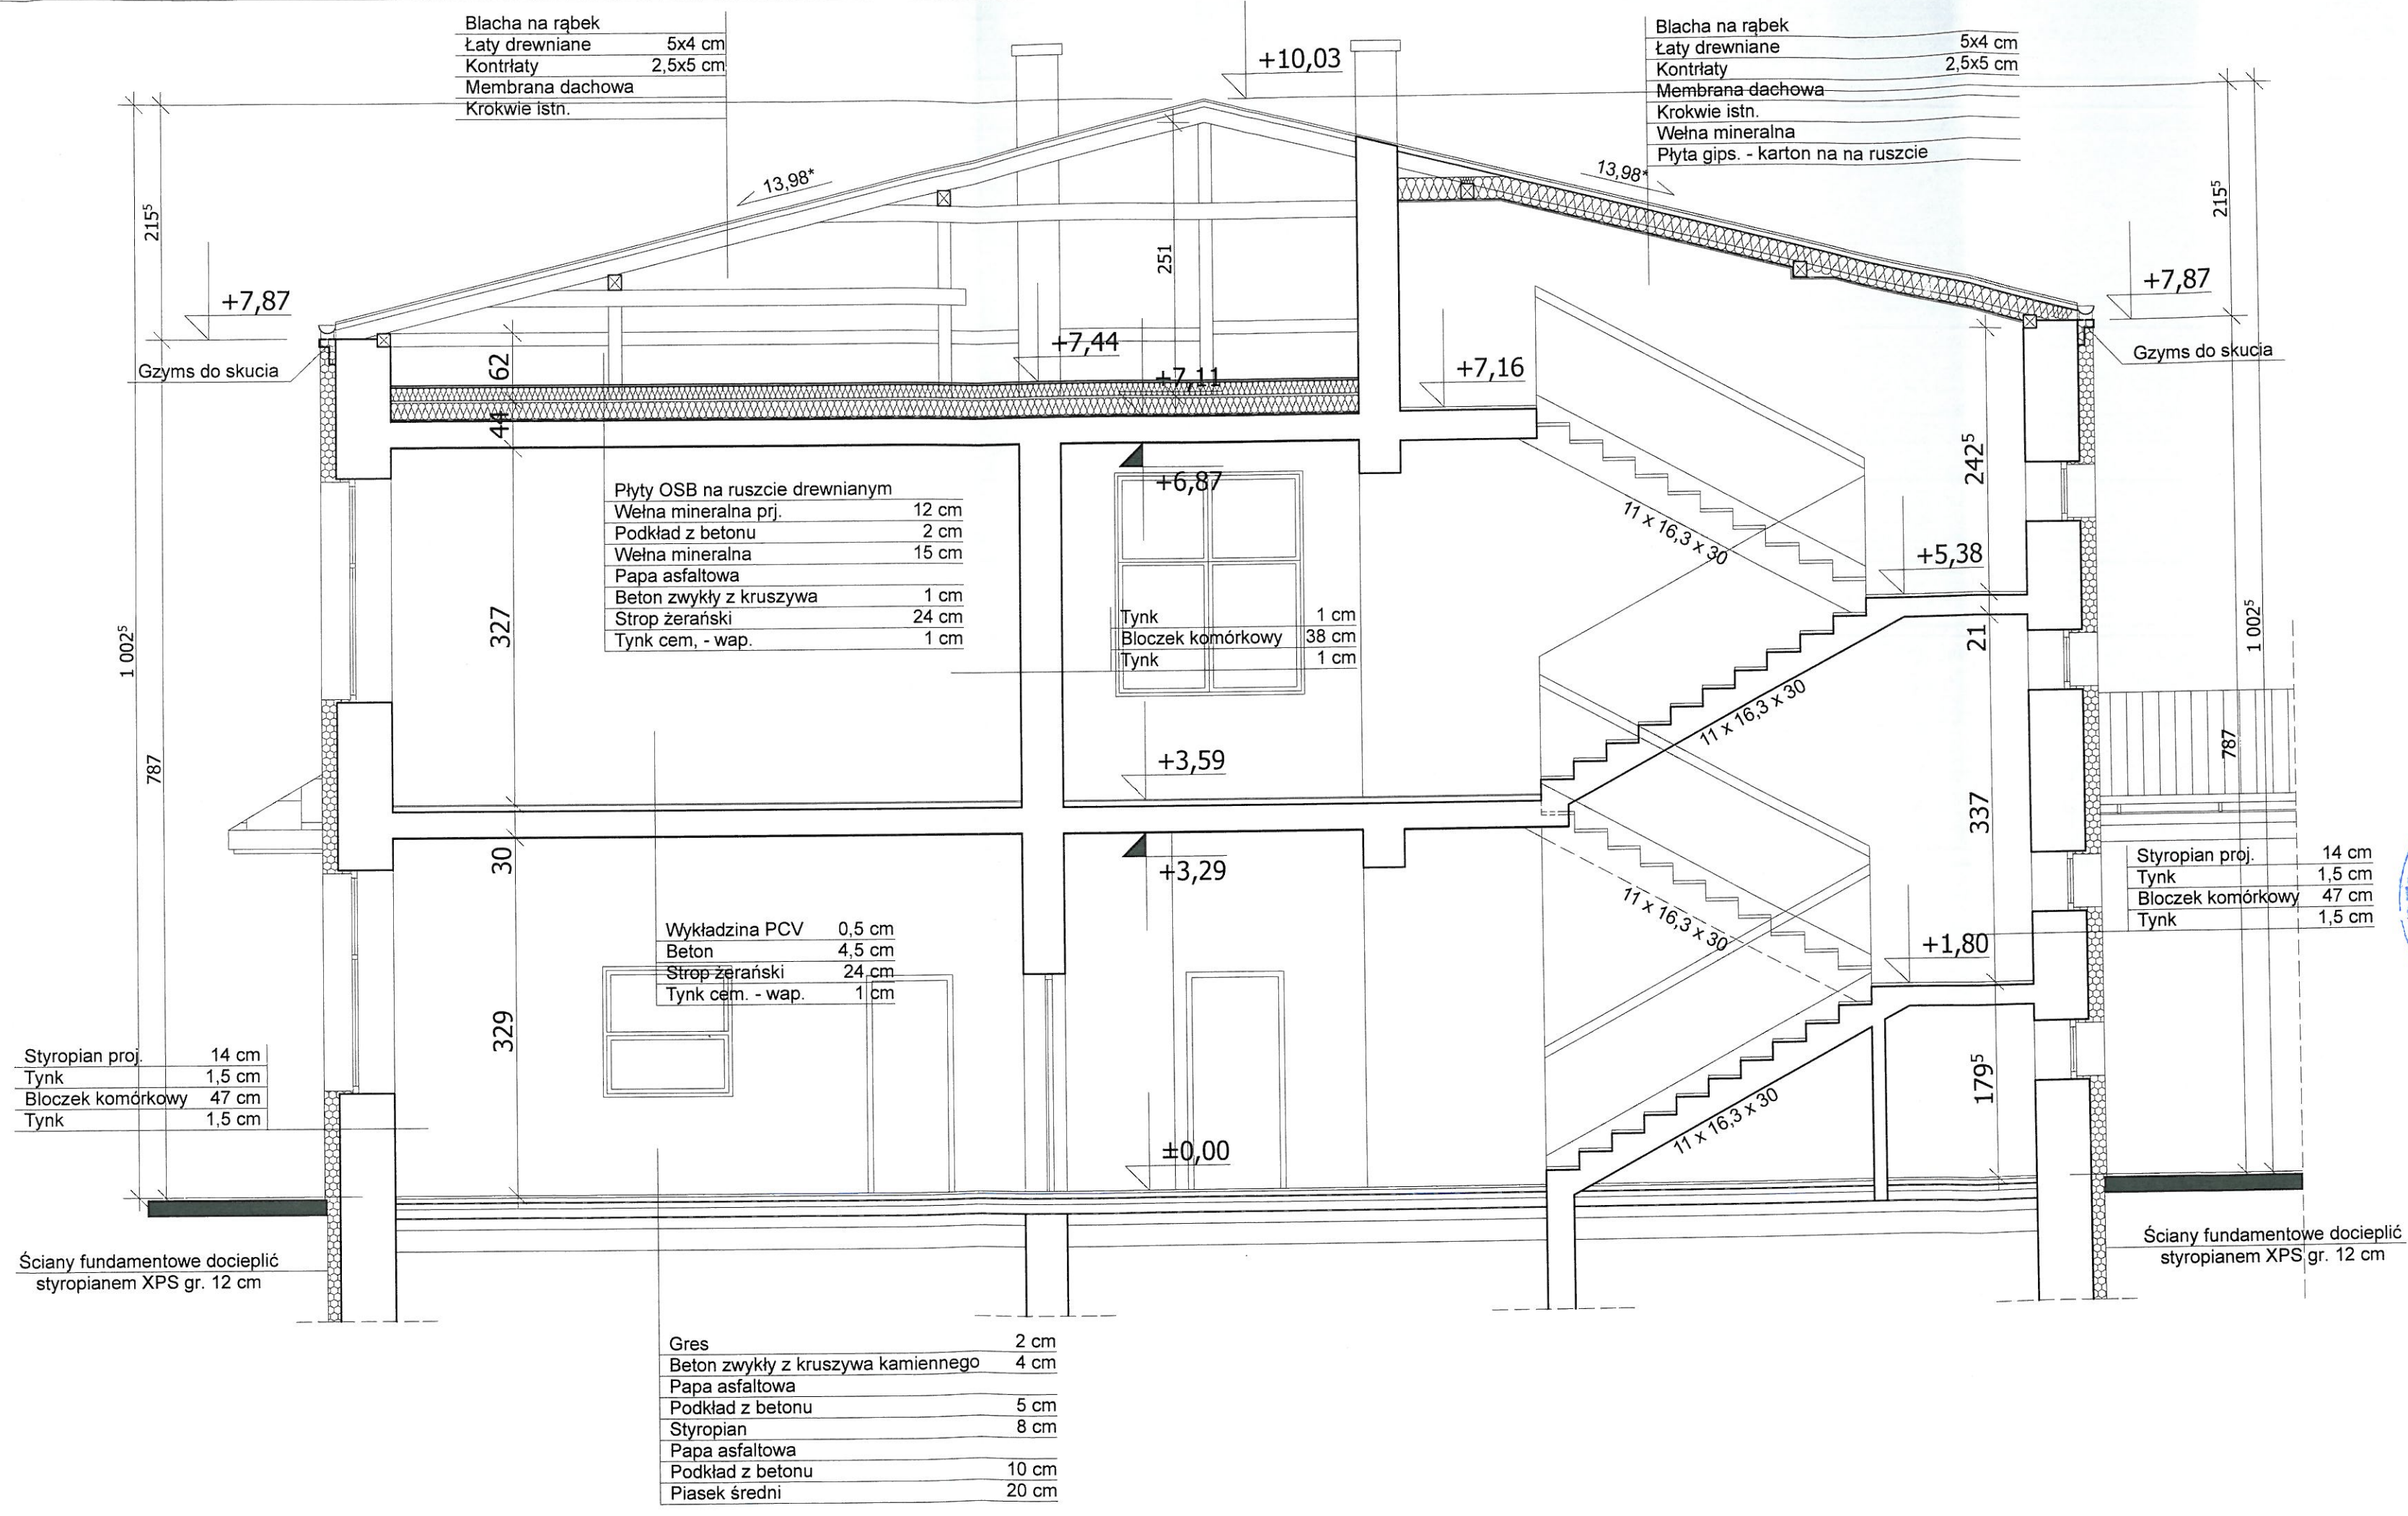 Blacha na rąbek
Łaty drewniane 5x4 cm
Kontrłaty 2,5x5 cm
Membrana dachowa
Krokwie istn.
Blacha na rąbek
Łaty drewniane 5x4 cm
Kontrłaty 2,5x5 cm
Membrana dachowa
Krokwie istn.
Wełna mineralna
Płyta gips. - karton na na ruszcie
+10,03
13,98*
13,98*
215⁵
215⁵
251
+7,87
+7,87
Gzyms do skucia
Gzyms do skucia
+7,44
+7,11
+7,16
62
44
+6,87
242⁵
Płyty OSB na ruszcie drewnianym
Wełna mineralna prj. 12 cm
Podkład z betonu 2 cm
Wełna mineralna 15 cm
Papa asfaltowa
Beton zwykły z kruszywa 1 cm
Strop żerański 24 cm
Tynk cem, - wap. 1 cm
Tynk 1 cm
Bloczek komórkowy 38 cm
Tynk 1 cm
11 x 16,3 x 30
+5,38
21
327
1 002⁵
1 002⁵
11 x 16,3 x 30
787
787
+3,59
337
30
+3,29
11 x 16,3 x 30
+1,80
Styropian proj. 14 cm
Tynk 1,5 cm
Bloczek komórkowy 47 cm
Tynk 1,5 cm
Wykładzina PCV 0,5 cm
Beton 4,5 cm
Strop żerański 24 cm
Tynk cem. - wap. 1 cm
329
Styropian proj. 14 cm
Tynk 1,5 cm
Bloczek komórkowy 47 cm
Tynk 1,5 cm
±0,00
11 x 16,3 x 30
179⁵
Ściany fundamentowe docieplić
styropianem XPS gr. 12 cm
Ściany fundamentowe docieplić
styropianem XPS gr. 12 cm
Gres 2 cm
Beton zwykły z kruszywa kamiennego 4 cm
Papa asfaltowa
Podkład z betonu 5 cm
Styropian 8 cm
Papa asfaltowa
Podkład z betonu 10 cm
Piasek średni 20 cm